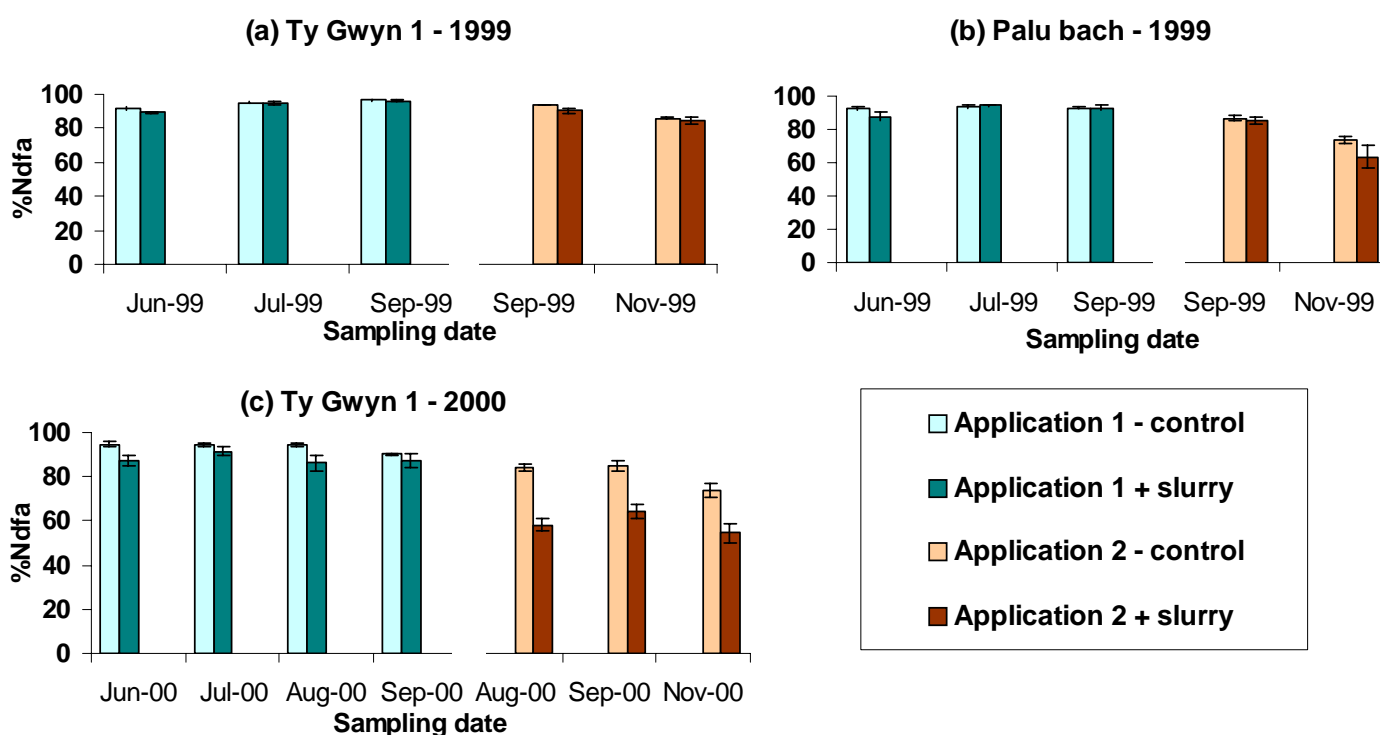 (a) Ty Gwyn 1 - 1999
%Ndfa
100
80
60
40
20
0
Jun-99 Jul-99 Sep-99 Sep-99 Nov-99
Sampling date
(b) Palu bach - 1999
100
80
60
40
20
0
Jun-99 Jul-99 Sep-99 Sep-99 Nov-99
Sampling date
(c) Ty Gwyn 1 - 2000
%Ndfa
100
80
60
40
20
0
Jun-00 Jul-00 Aug-00 Sep-00 Aug-00 Sep-00 Nov-00
Sampling date
Application 1 - control
Application 1 + slurry
Application 2 - control
Application 2 + slurry